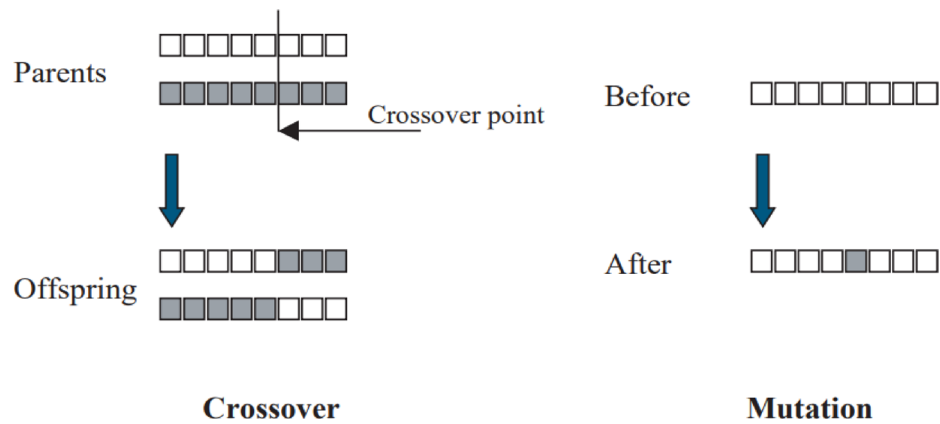 Parents
Crossover point
Offspring
Crossover
Before
After
Mutation